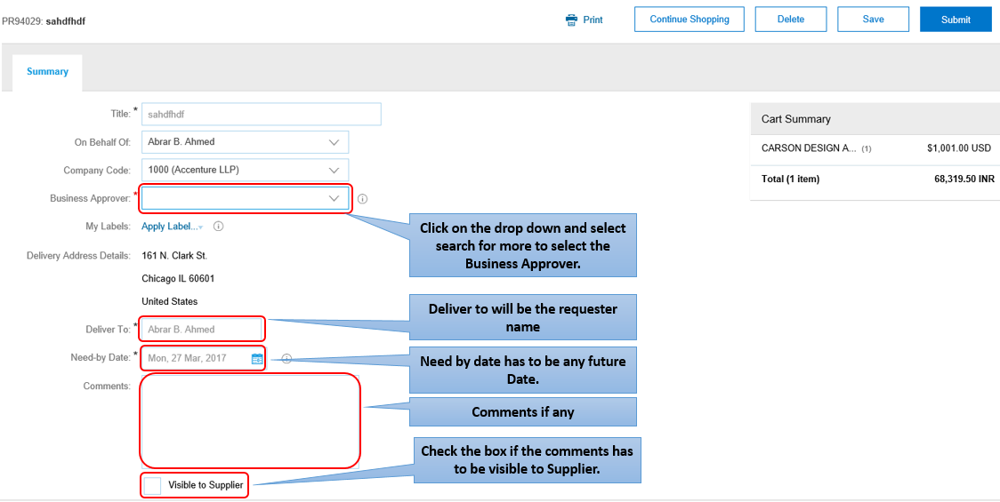 PR94029: sahdfhdf
Print
Continue Shopping
Delete
Save
Submit
Summary
Title: * sahdfhdf
On Behalf Of: Abrar B. Ahmed
Company Code: 1000 (Accenture LLP)
Business Approver: *
My Labels: Apply Label...
Delivery Address Details: 161 N. Clark St.
Chicago IL 60601
United States
Deliver To: * Abrar B. Ahmed
Need-by Date: * Mon, 27 Mar, 2017
Comments:
Visible to Supplier
Cart Summary
CARSON DESIGN A... (1) $1,001.00 USD
Total (1 item) 68,319.50 INR
Click on the drop down and select
search for more to select the
Business Approver.
Deliver to will be the requester
name
Need by date has to be any future
Date.
Comments if any
Check the box if the comments has
to be visible to Supplier.